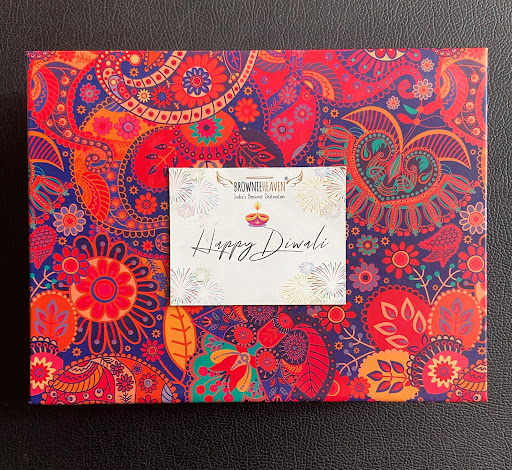 BROWNIEHEAVEN®
India's Brownie Destination
Happy Diwali